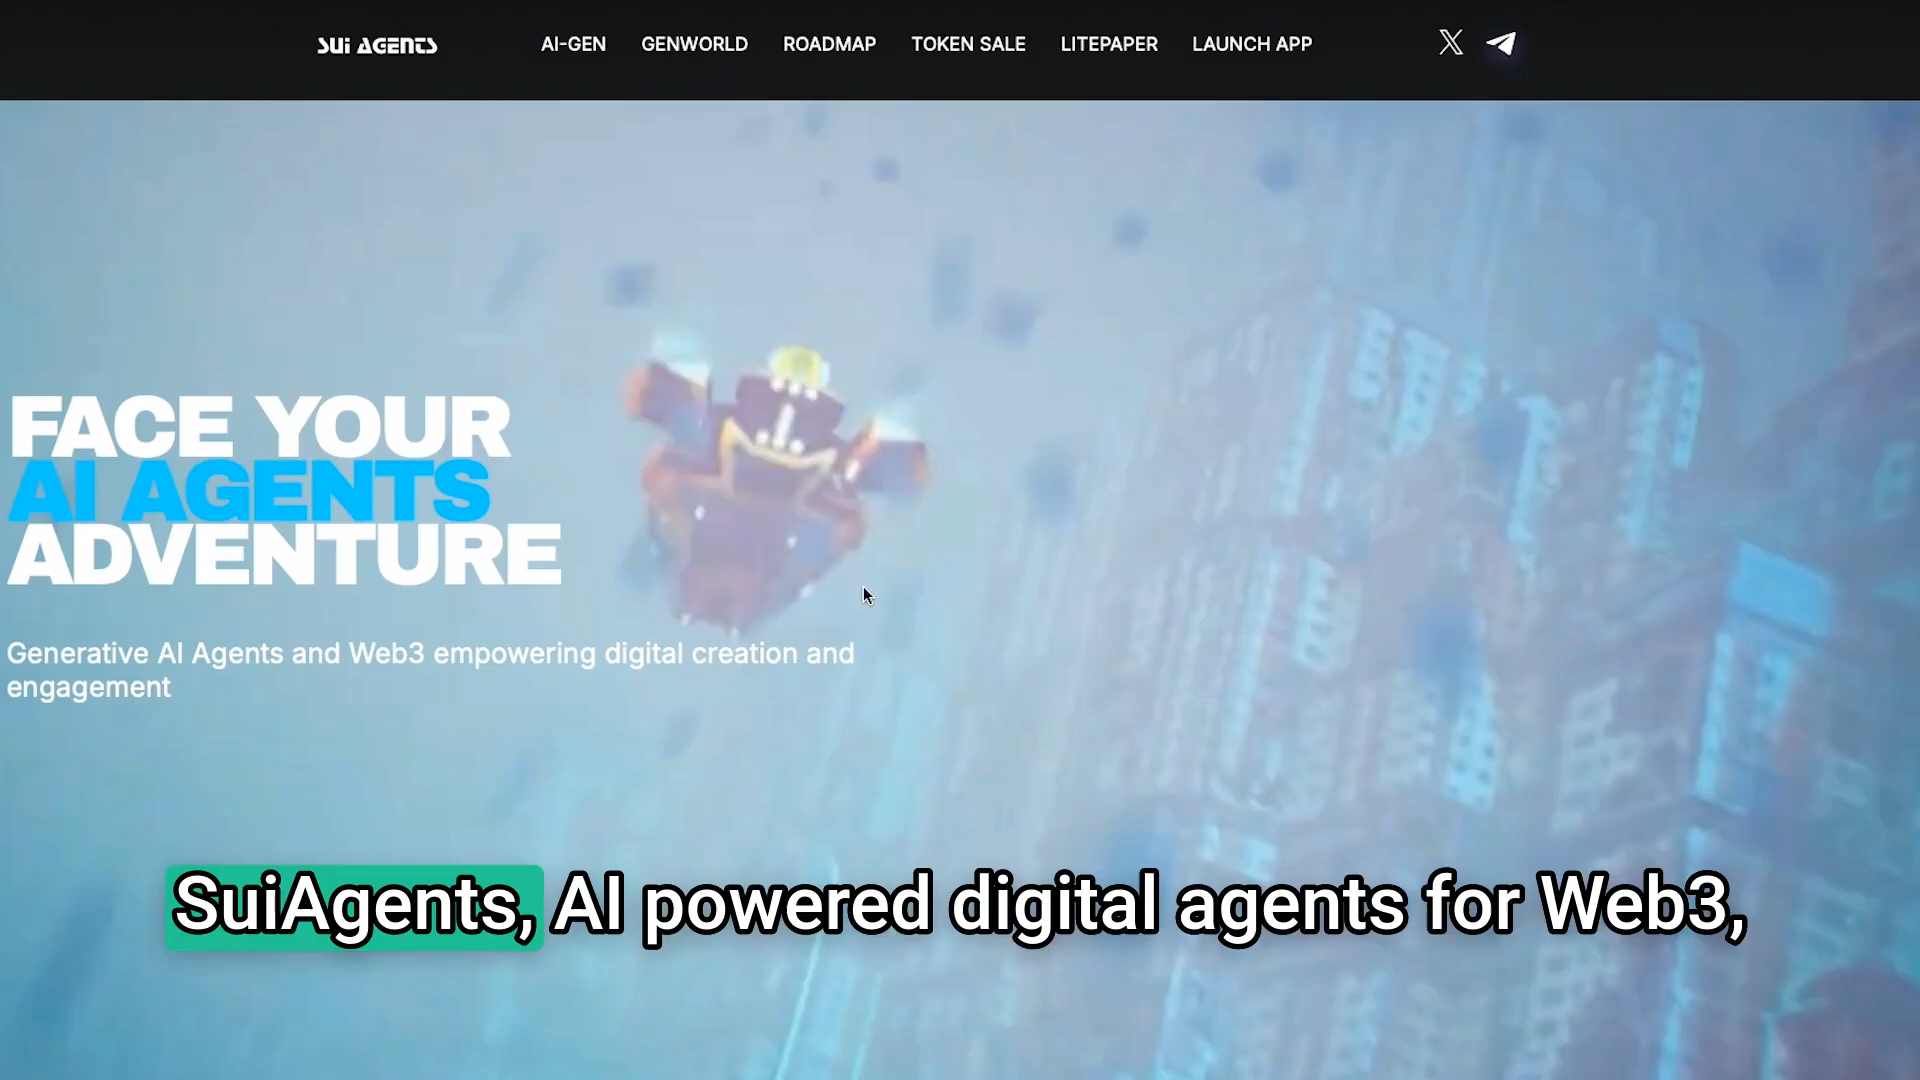 SUI AGENTS
AI-GEN
GENWORLD
ROADMAP
TOKEN SALE
LITEPAPER
LAUNCH APP
FACE YOUR
AI AGENTS
ADVENTURE
Generative AI Agents and Web3 empowering digital creation and
engagement
SuiAgents, AI powered digital agents for Web3,